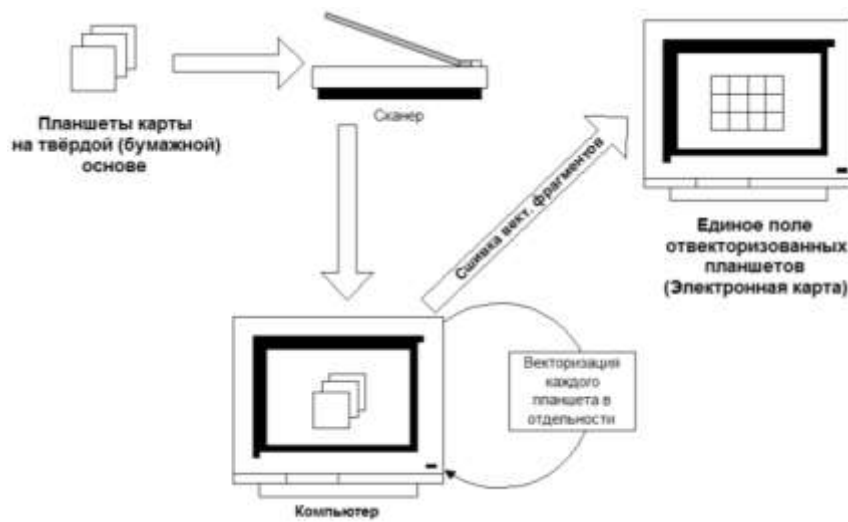 Планшеты карты
на твёрдой (бумажной)
основе
Сканер
Сшивка вект. фрагментов
Единое поле
отвекторизованных
планшетов
(Электронная карта)
Векторизация
каждого
планшета в
отдельности
Компьютер